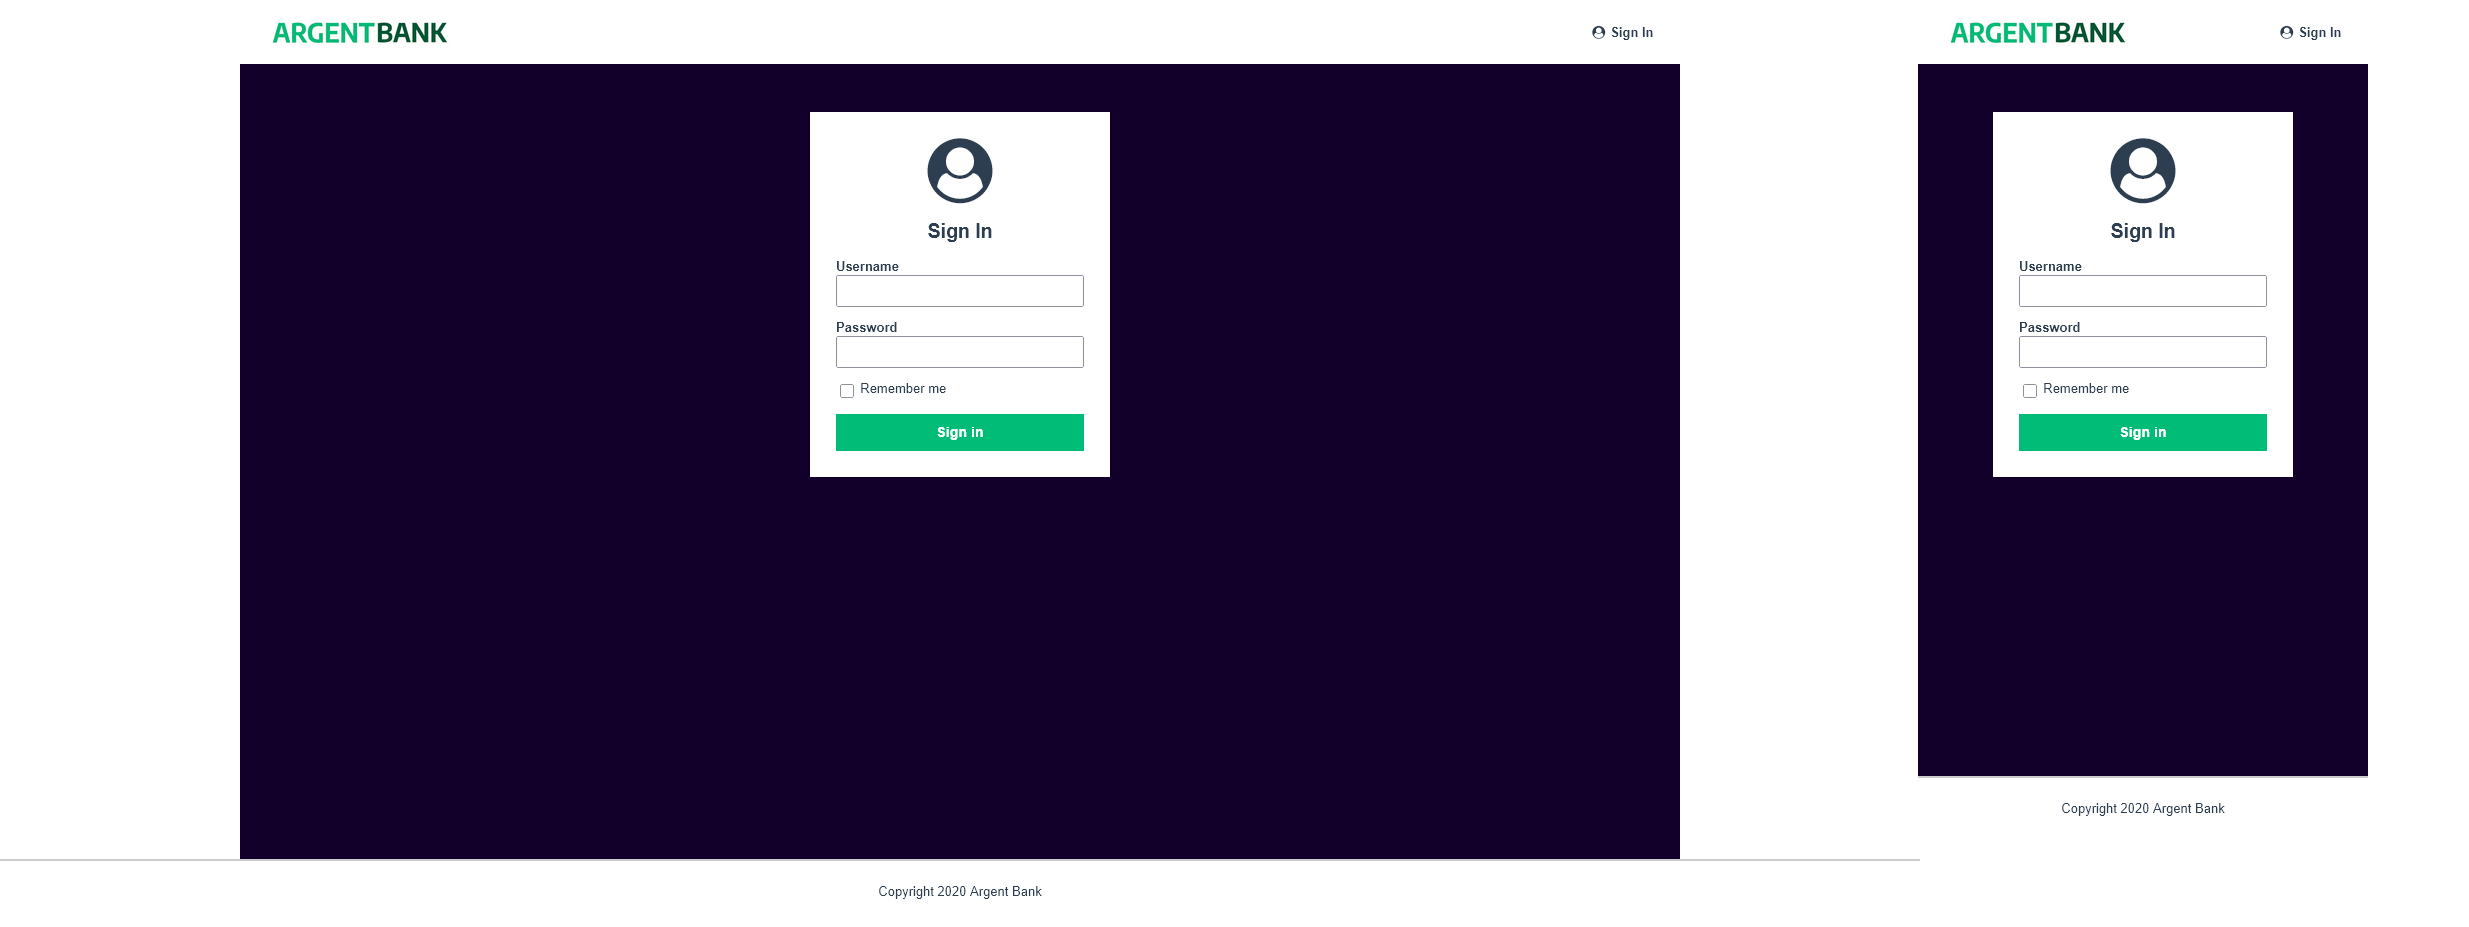 ARGENTBANK
Sign In
Sign In
Username
Password
Remember me
Sign in
Copyright 2020 Argent Bank
ARGENTBANK
Sign In
Sign In
Username
Password
Remember me
Sign in
Copyright 2020 Argent Bank